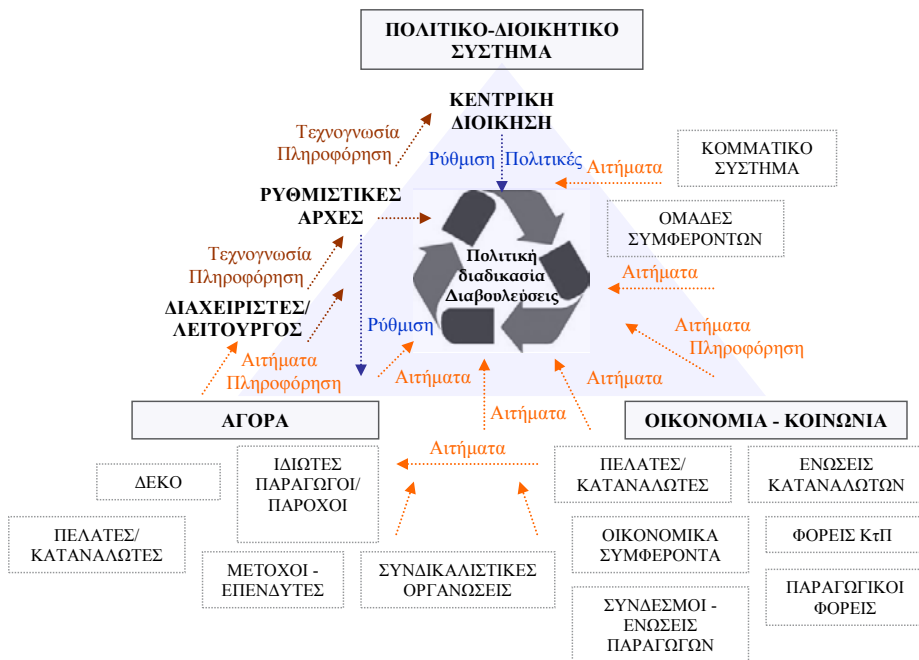 ΠΟΛΙΤΙΚΟ-ΔΙΟΙΚΗΤΙΚΟ
ΣΥΣΤΗΜΑ
ΚΕΝΤΡΙΚΗ
ΔΙΟΙΚΗΣΗ
Τεχνογνωσία
Πληροφόρηση
Ρύθμιση
Πολιτικές
Αιτήματα
ΚΟΜΜΑΤΙΚΟ
ΣΥΣΤΗΜΑ
ΡΥΘΜΙΣΤΙΚΕΣ
ΑΡΧΕΣ
ΟΜΑΔΕΣ
ΣΥΜΦΕΡΟΝΤΩΝ
Τεχνογνωσία
Πληροφόρηση
Πολιτική
διαδικασία
Διαβουλεύσεις
Αιτήματα
ΔΙΑΧΕΙΡΙΣΤΕΣ/
ΛΕΙΤΟΥΡΓΟΣ
Ρύθμιση
Αιτήματα
Πληροφόρηση
Αιτήματα
Πληροφόρηση
Αιτήματα
Αιτήματα
Αιτήματα
ΑΓΟΡΑ
ΟΙΚΟΝΟΜΙΑ - ΚΟΙΝΩΝΙΑ
Αιτήματα
ΔΕΚΟ
ΙΔΙΩΤΕΣ
ΠΑΡΑΓΩΓΟΙ/
ΠΑΡΟΧΟΙ
ΠΕΛΑΤΕΣ/
ΚΑΤΑΝΑΛΩΤΕΣ
ΕΝΩΣΕΙΣ
ΚΑΤΑΝΑΛΩΤΩΝ
ΠΕΛΑΤΕΣ/
ΚΑΤΑΝΑΛΩΤΕΣ
ΟΙΚΟΝΟΜΙΚΑ
ΣΥΜΦΕΡΟΝΤΑ
ΦΟΡΕΙΣ ΚτΠ
ΜΕΤΟΧΟΙ -
ΕΠΕΝΔΥΤΕΣ
ΣΥΝΔΙΚΑΛΙΣΤΙΚΕΣ
ΟΡΓΑΝΩΣΕΙΣ
ΣΥΝΔΕΣΜΟΙ -
ΕΝΩΣΕΙΣ
ΠΑΡΑΓΩΓΩΝ
ΠΑΡΑΓΩΓΙΚΟΙ
ΦΟΡΕΙΣ